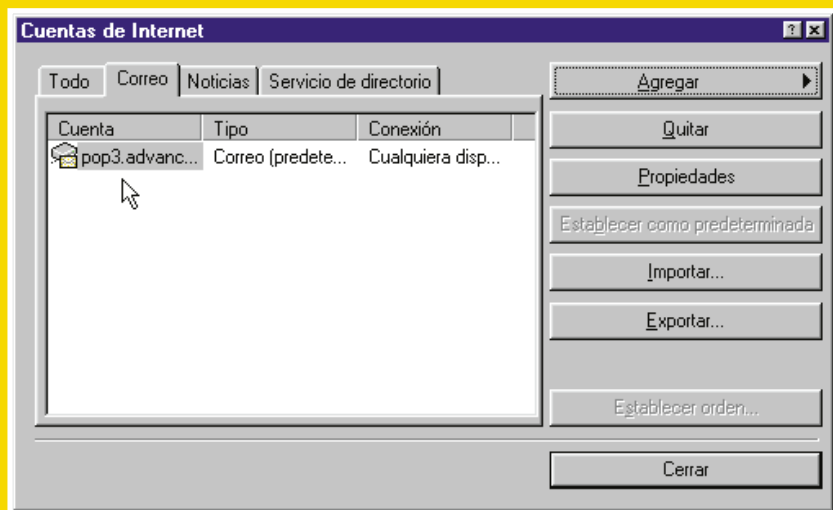 Cuentas de Internet
Todo Correo Noticias Servicio de directorio
Cuenta Tipo Conexión
pop3.advanc... Correo (predete... Cualquiera disp...
Agregar
Quitar
Propiedades
Establecer como predeterminada
Importar...
Exportar...
Establecer orden...
Cerrar